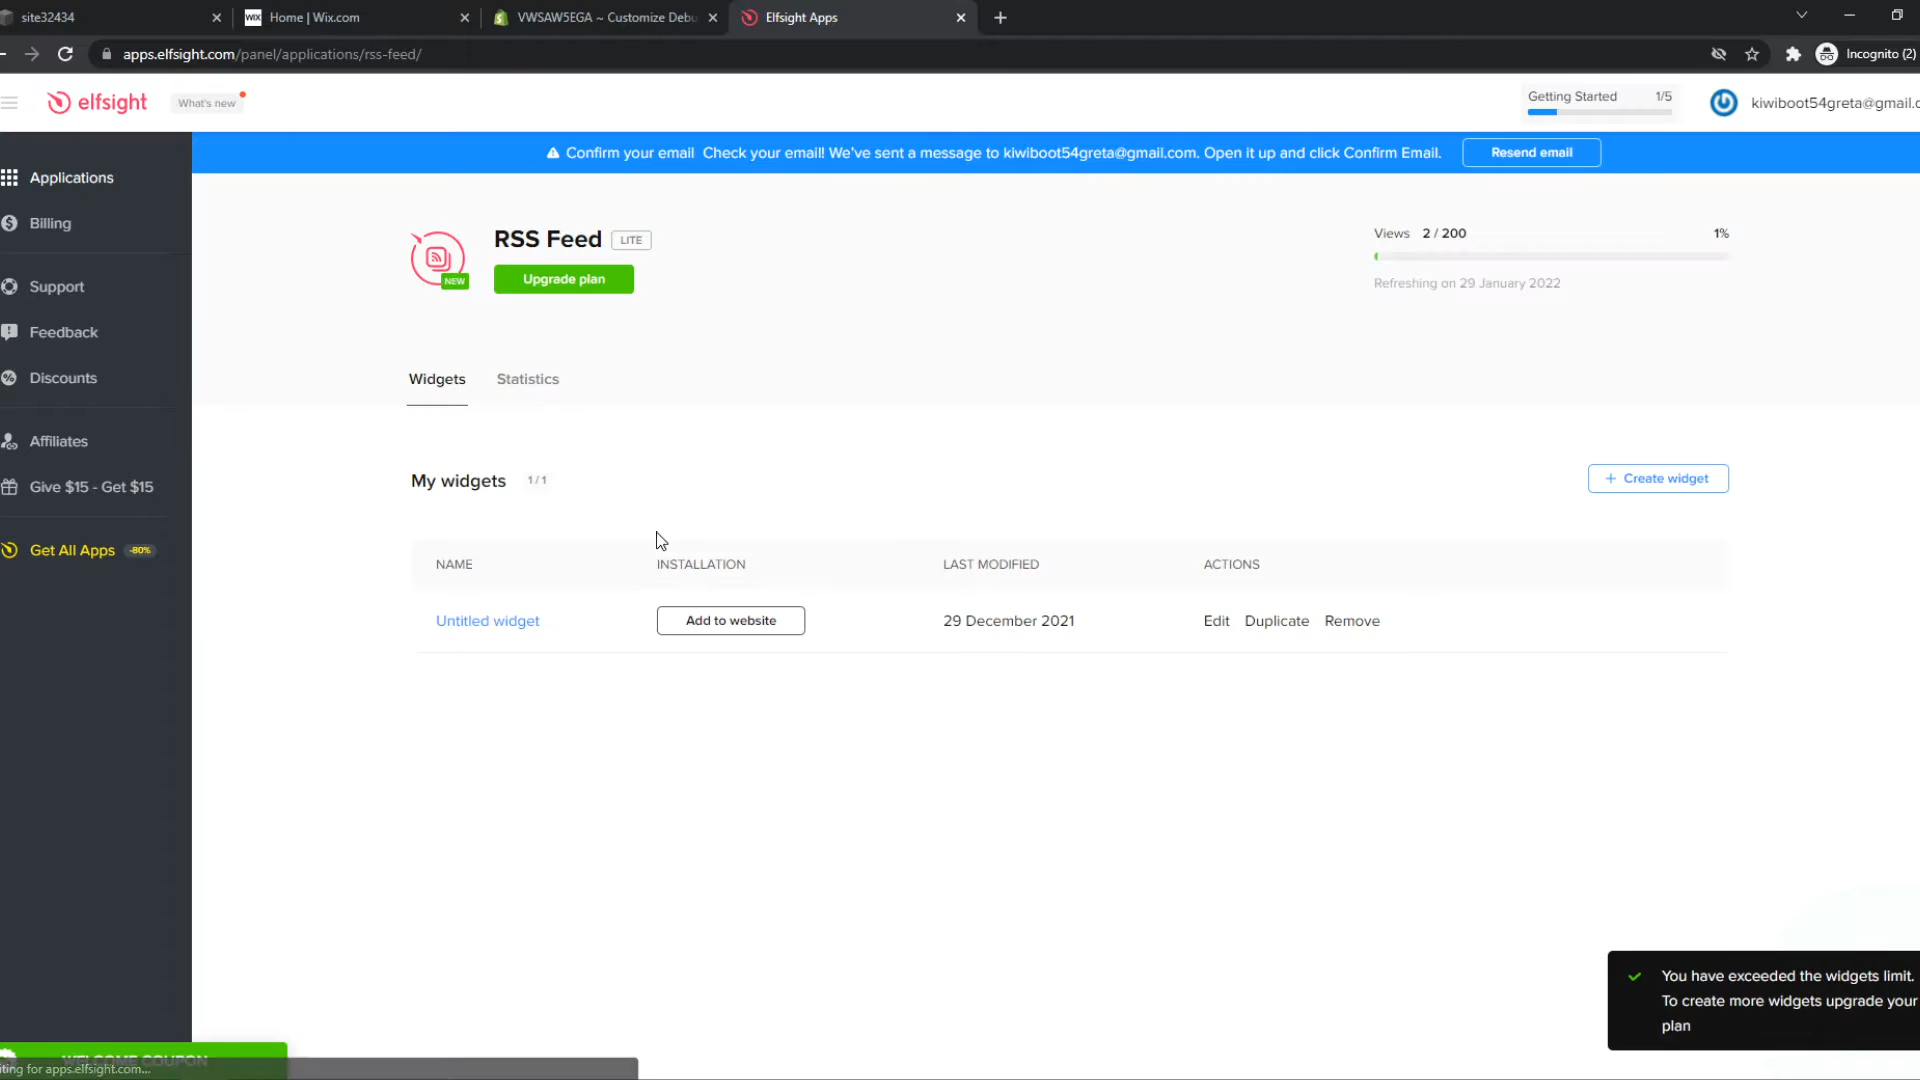 site32434
WIX Home | Wix.com
VWSAW5EGA ~ Customize Debu
Elfsight Apps
apps.elfsight.com/panel/applications/rss-feed/
Incognito (2)
elfsight
What's new
Getting Started 1/5
kiwiboot54greta@gmail.c
Confirm your email Check your email! We've sent a message to kiwiboot54greta@gmail.com. Open it up and click Confirm Email.
Resend email
Applications
Billing
Support
Feedback
Discounts
Affiliates
Give $15 - Get $15
Get All Apps -80%
NEW
RSS Feed LITE
Upgrade plan
Views 2 / 200 1%
Refreshing on 29 January 2022
Widgets Statistics
My widgets 1 / 1
+ Create widget
NAME INSTALLATION LAST MODIFIED ACTIONS
Untitled widget Add to website 29 December 2021 Edit Duplicate Remove
You have exceeded the widgets limit.
To create more widgets upgrade your
plan
WELCOME COUPON
iting for apps.elfsight.com...